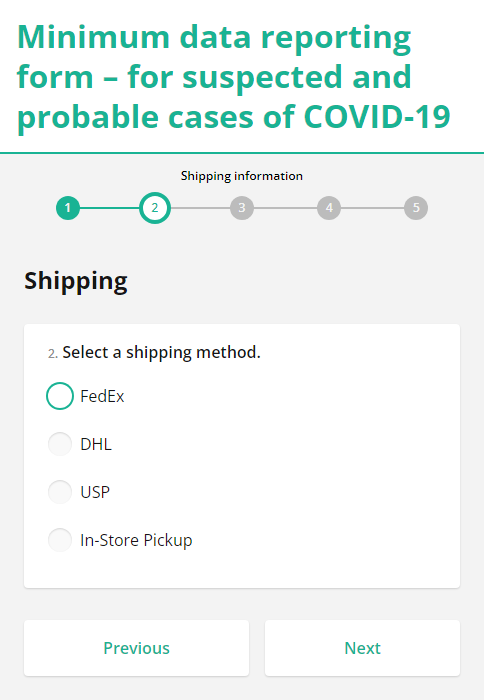 Minimum data reporting
form – for suspected and
probable cases of COVID-19
Shipping information
1 2 3 4 5
Shipping
2. Select a shipping method.
FedEx
DHL
USP
In-Store Pickup
Previous Next